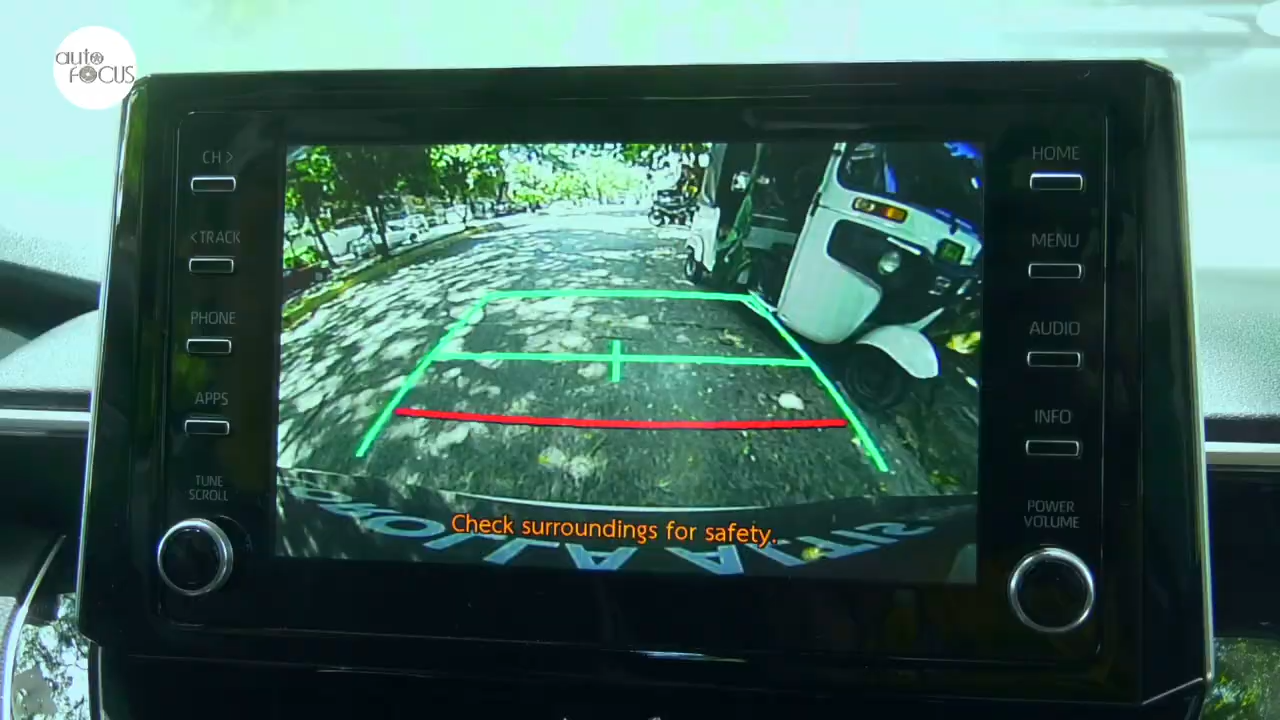 auto
FOCUS
CH >
< TRACK
PHONE
APPS
TUNE
SCROLL
HOME
MENU
AUDIO
INFO
POWER
VOLUME
Check surroundings for safety.